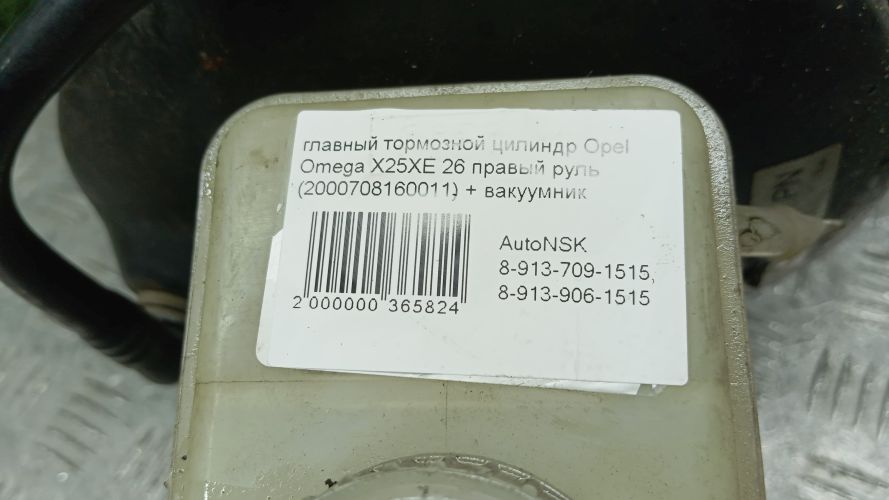 главный тормозной цилиндр Opel
Omega X25XE 26 правый руль
(2000708160011) + вакуумник
AutoNSK
8-913-709-1515,
8-913-906-1515
2 000000 365824